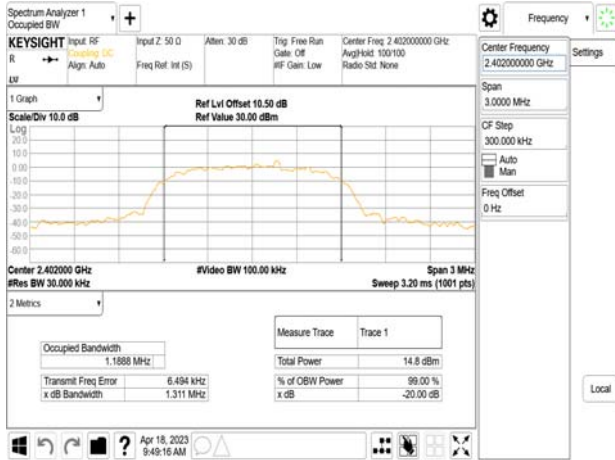 Spectrum Analyzer 1
Occupied BW
+
Frequency
KEYSIGHT
R
Input: RF
Coupling: DC
Align: Auto
Input Z: 50 Ω
Freq Ref: Int (S)
Atten: 30 dB
Trig: Free Run
Gate: Off
#IF Gain: Low
Center Freq: 2.402000000 GHz
Avg|Hold: 100/100
Radio Std: None
Center Frequency
2.402000000 GHz
Settings
Span
3.0000 MHz
CF Step
300.000 kHz
Auto
Man
Freq Offset
0 Hz
Local
1 Graph
Scale/Div 10.0 dB
Ref Lvl Offset 10.50 dB
Ref Value 30.00 dBm
Log
20.0
10.0
0.00
-10.0
-20.0
-30.0
-40.0
-50.0
-60.0
Center 2.402000 GHz
#Res BW 30.000 kHz
#Video BW 100.00 kHz
Span 3 MHz
Sweep 3.20 ms (1001 pts)
2 Metrics
Occupied Bandwidth
1.1888 MHz
Transmit Freq Error 6.494 kHz
x dB Bandwidth 1.311 MHz
Measure Trace Trace 1
Total Power 14.8 dBm
% of OBW Power 99.00 %
x dB -20.00 dB
?
Apr 18, 2023
9:49:16 AM